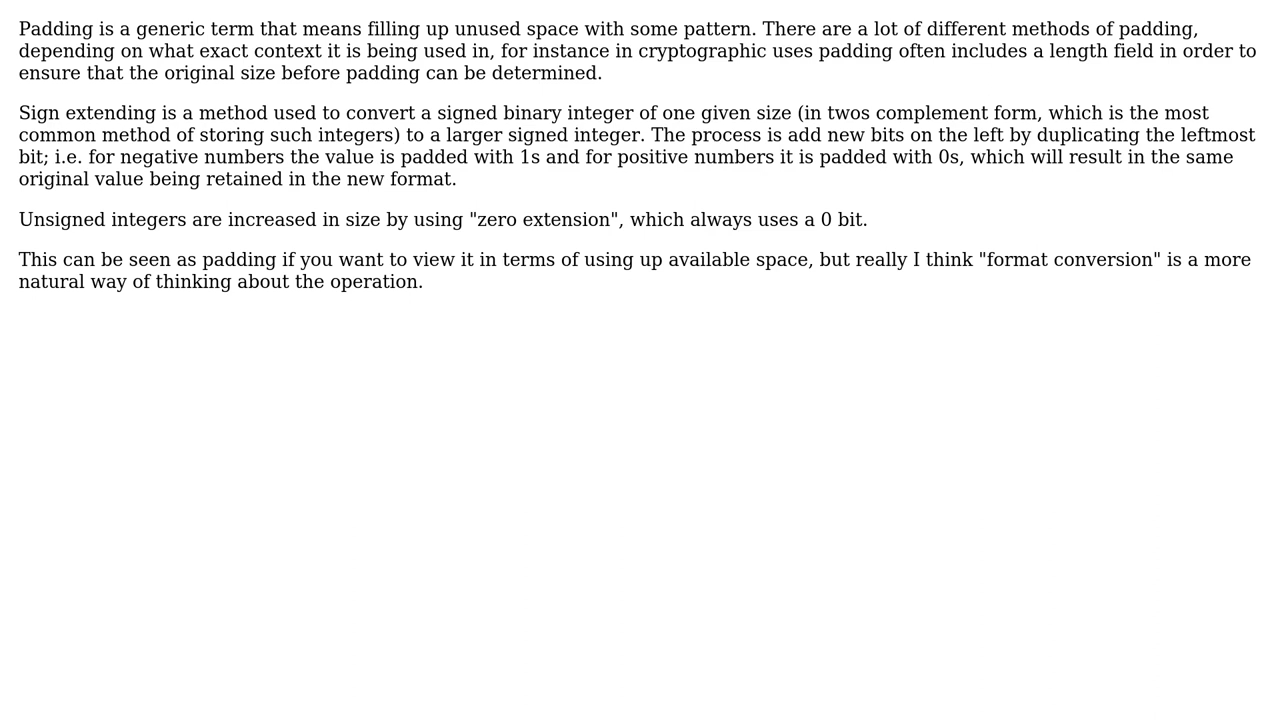 Padding is a generic term that means filling up unused space with some pattern. There are a lot of different methods of padding,
depending on what exact context it is being used in, for instance in cryptographic uses padding often includes a length field in order to
ensure that the original size before padding can be determined.
Sign extending is a method used to convert a signed binary integer of one given size (in twos complement form, which is the most
common method of storing such integers) to a larger signed integer. The process is add new bits on the left by duplicating the leftmost
bit; i.e. for negative numbers the value is padded with 1s and for positive numbers it is padded with 0s, which will result in the same
original value being retained in the new format.
Unsigned integers are increased in size by using "zero extension", which always uses a 0 bit.
This can be seen as padding if you want to view it in terms of using up available space, but really I think "format conversion" is a more
natural way of thinking about the operation.